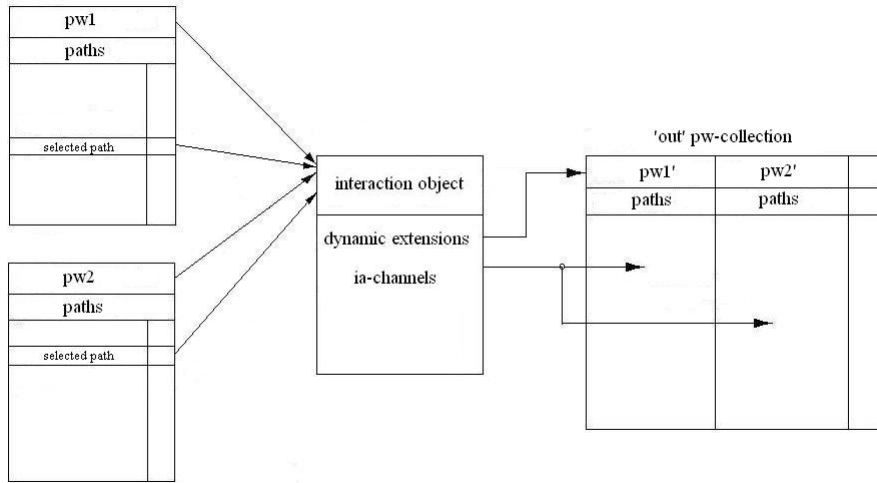 pw1
paths
selected path
pw2
paths
selected path
interaction object
dynamic extensions
ia-channels
'out' pw-collection
pw1' pw2'
paths paths